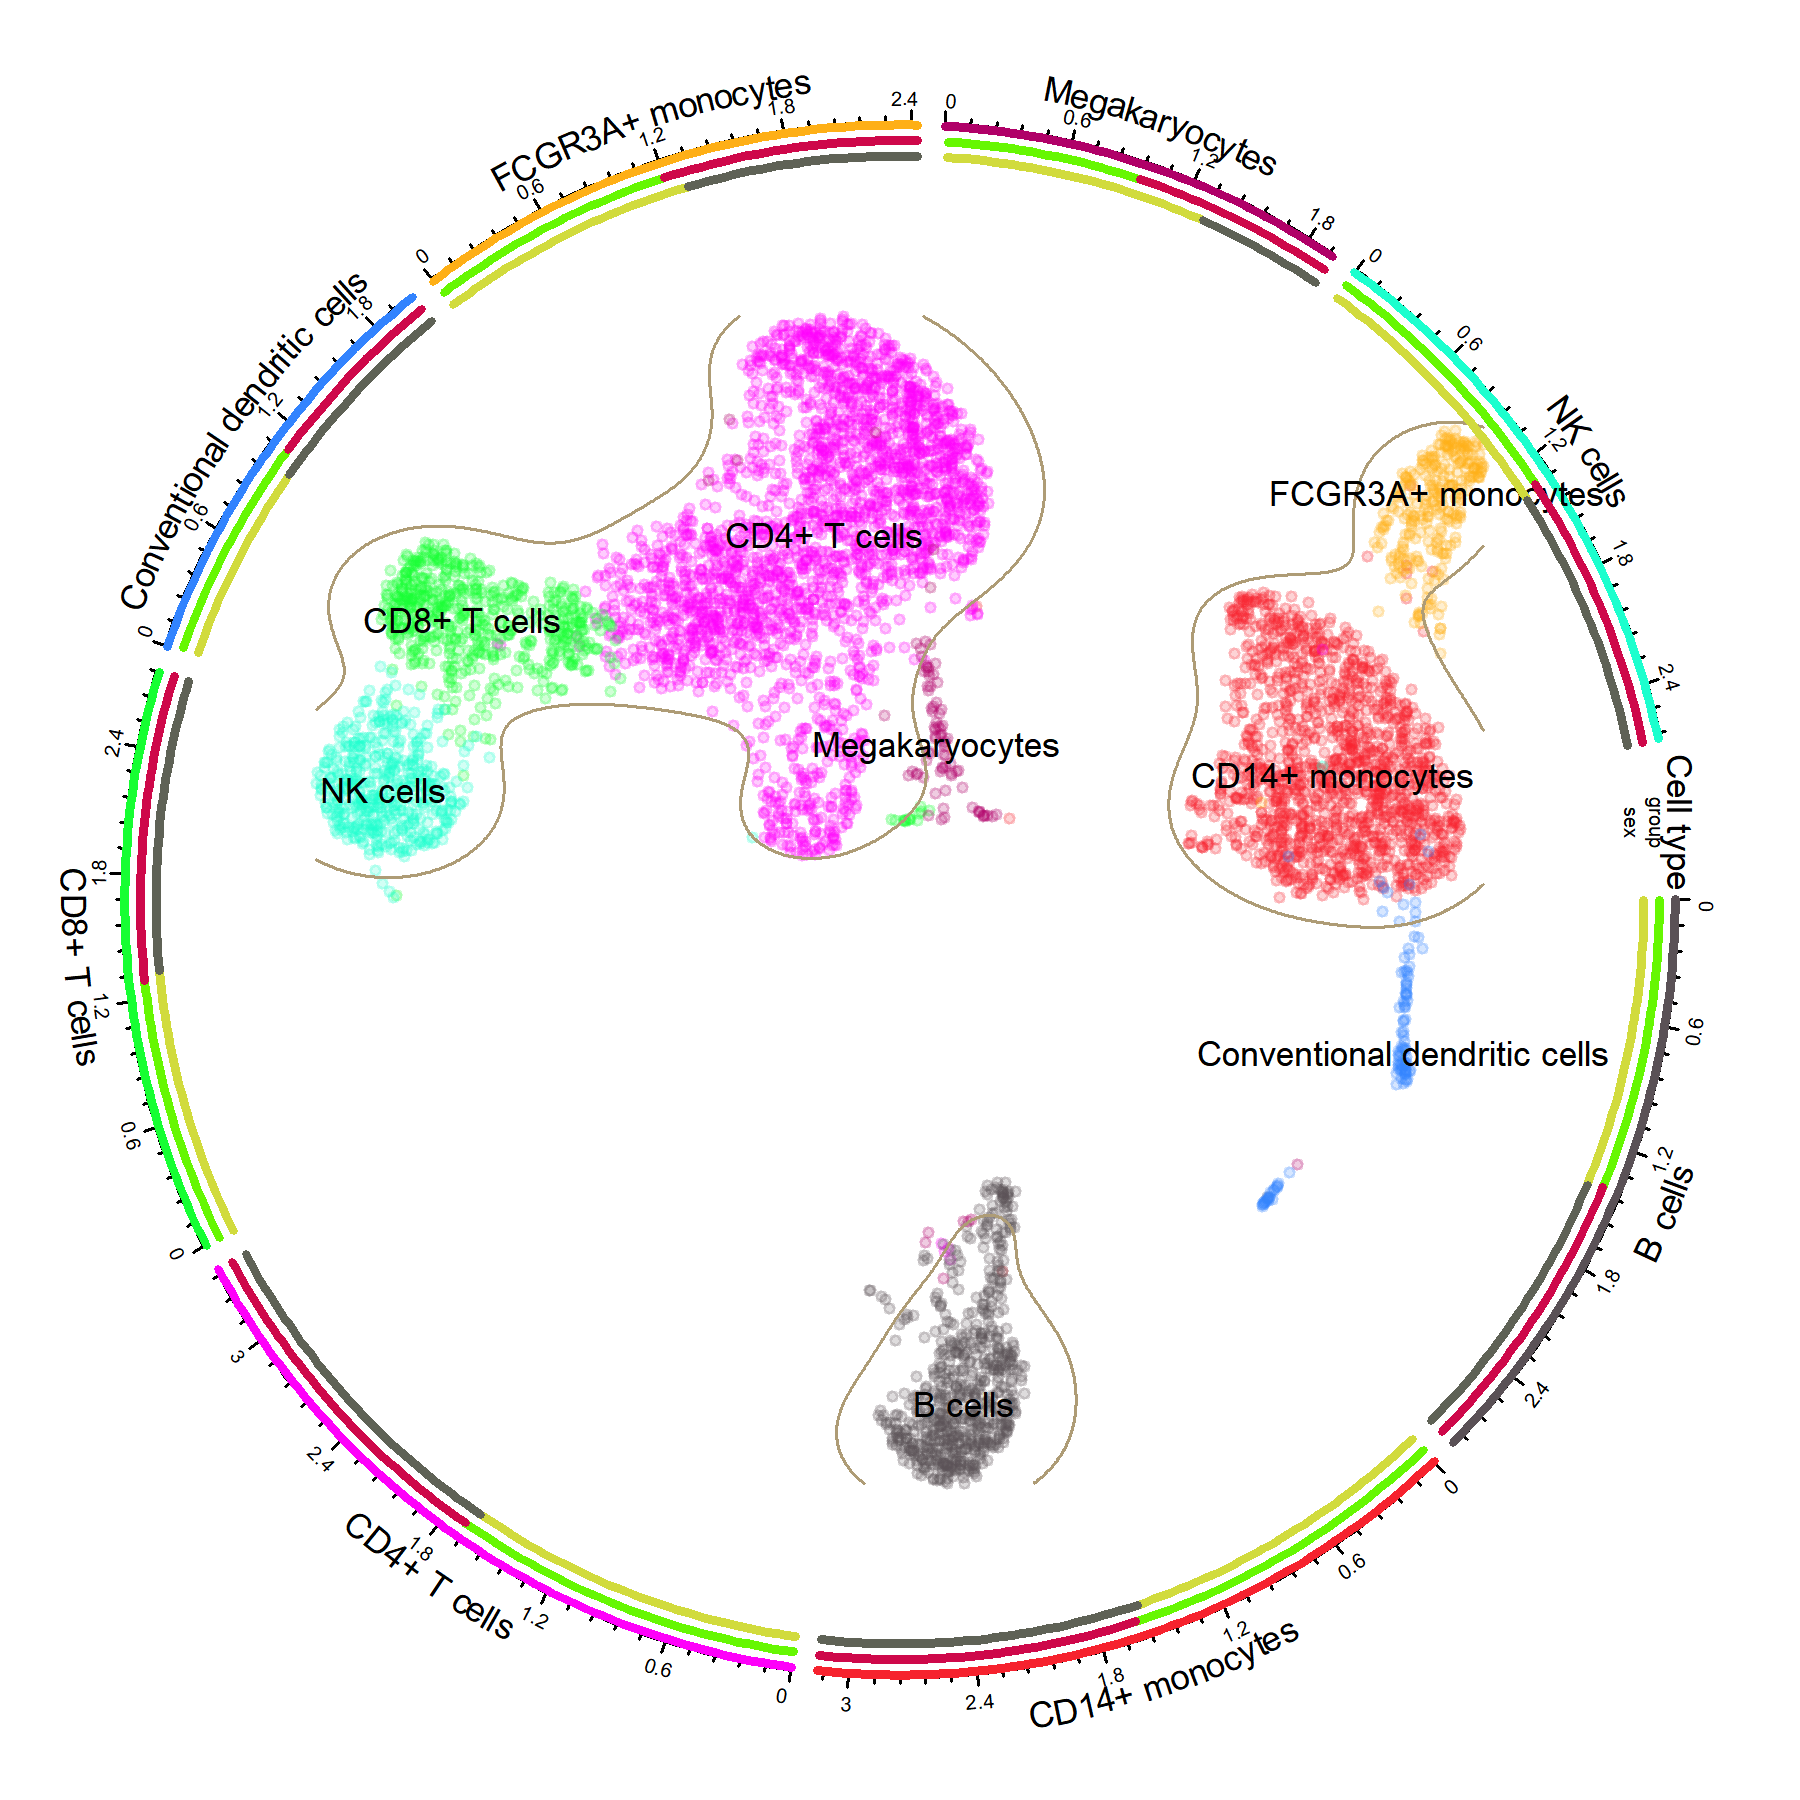 FCGR3A+ monocytes
0
0.6
1.2
1.8
2.4
Megakaryocytes
0
0.6
1.2
1.8
NK cells
0
0.6
1.2
1.8
2.4
Cell type
group
sex
B cells
0
0.6
1.2
1.8
2.4
CD14+ monocytes
0
0.6
1.2
1.8
2.4
3
CD4+ T cells
0
0.6
1.2
1.8
2.4
3
CD8+ T cells
0
0.6
1.2
1.8
2.4
Conventional dendritic cells
0
0.6
1.2
1.8
FCGR3A+ monocytes
CD4+ T cells
CD8+ T cells
Megakaryocytes
CD14+ monocytes
NK cells
Conventional dendritic cells
B cells